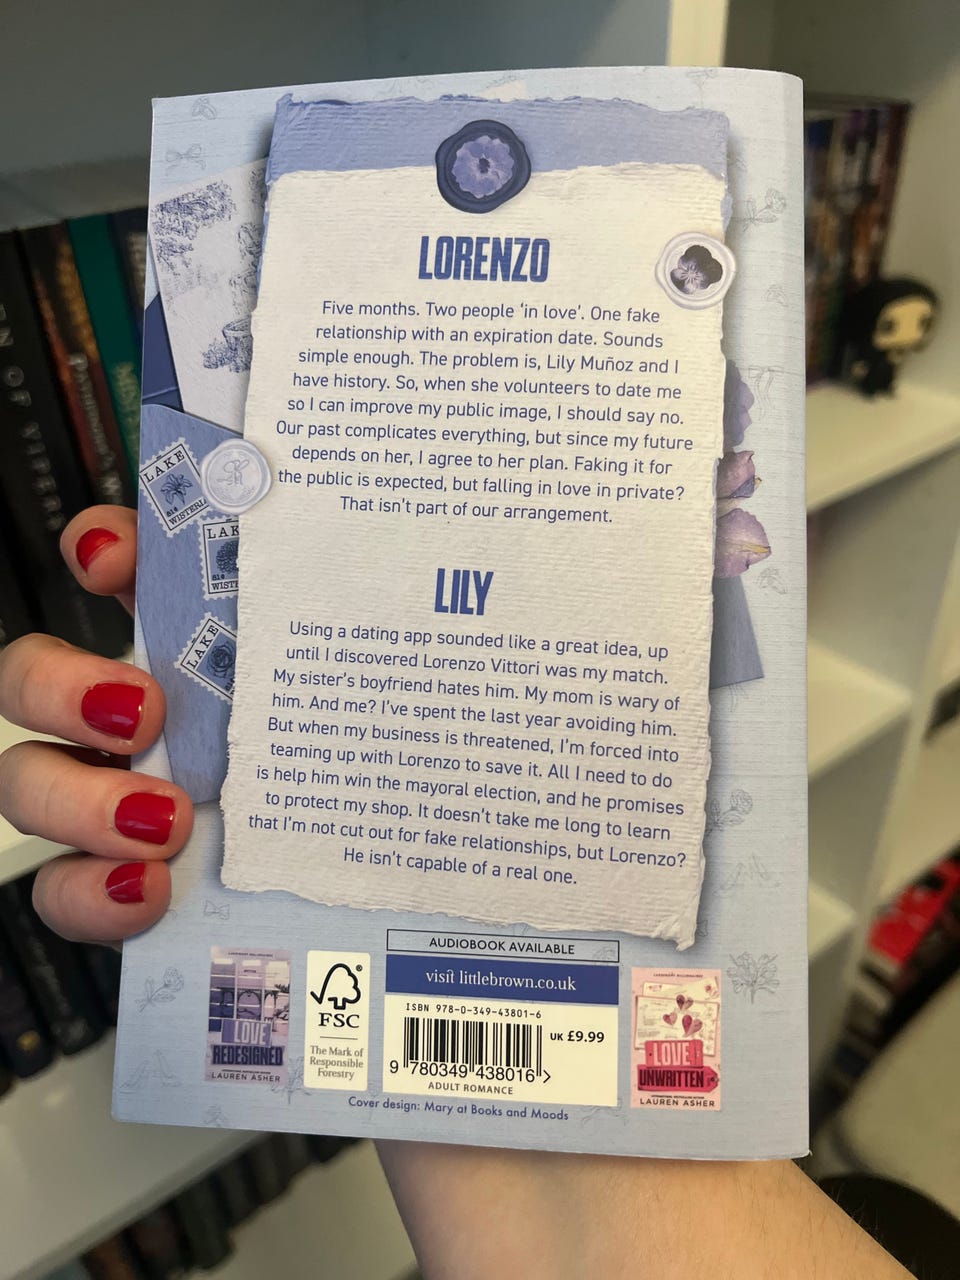 LORENZO
Five months. Two people ‘in love’. One fake
relationship with an expiration date. Sounds
simple enough. The problem is, Lily Muñoz and I
have history. So, when she volunteers to date me
so I can improve my public image, I should say no.
Our past complicates everything, but since my future
depends on her, I agree to her plan. Faking it for
the public is expected, but falling in love in private?
That isn’t part of our arrangement.
LILY
Using a dating app sounded like a great idea, up
until I discovered Lorenzo Vittori was my match.
My sister’s boyfriend hates him. My mom is wary of
him. And me? I’ve spent the last year avoiding him.
But when my business is threatened, I’m forced into
teaming up with Lorenzo to save it. All I need to do
is help him win the mayoral election, and he promises
to protect my shop. It doesn’t take me long to learn
that I’m not cut out for fake relationships, but Lorenzo?
He isn’t capable of a real one.
LAKE
81¢
WISTERI
LAK
81¢
WISTE
LAKE
AUDIOBOOK AVAILABLE
visit littlebrown.co.uk
ISBN 978-0-349-43801-6
UK £9.99
9 780349 438016 >
ADULT ROMANCE
LOVE
REDESIGNED
LAUREN ASHER
FSC
®
The Mark of
Responsible
Forestry
LAKEFRONT BILLIONAIRES
LOVE
UNWRITTEN
LAUREN ASHER
Cover design: Mary at Books and Moods